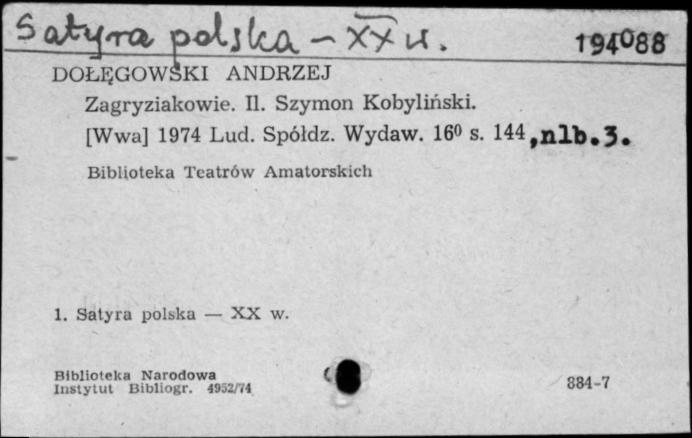 Satyra polska – XX w.
194088
DOŁĘGOWSKI ANDRZEJ
Zagryziakowie. Il. Szymon Kobyliński.
[Wwa] 1974 Lud. Spółdz. Wydaw. 16⁰ s. 144, nlb. 3.
Biblioteka Teatrów Amatorskich
1. Satyra polska — XX w.
Biblioteka Narodowa
Instytut Bibliogr. 4952/74
884-7